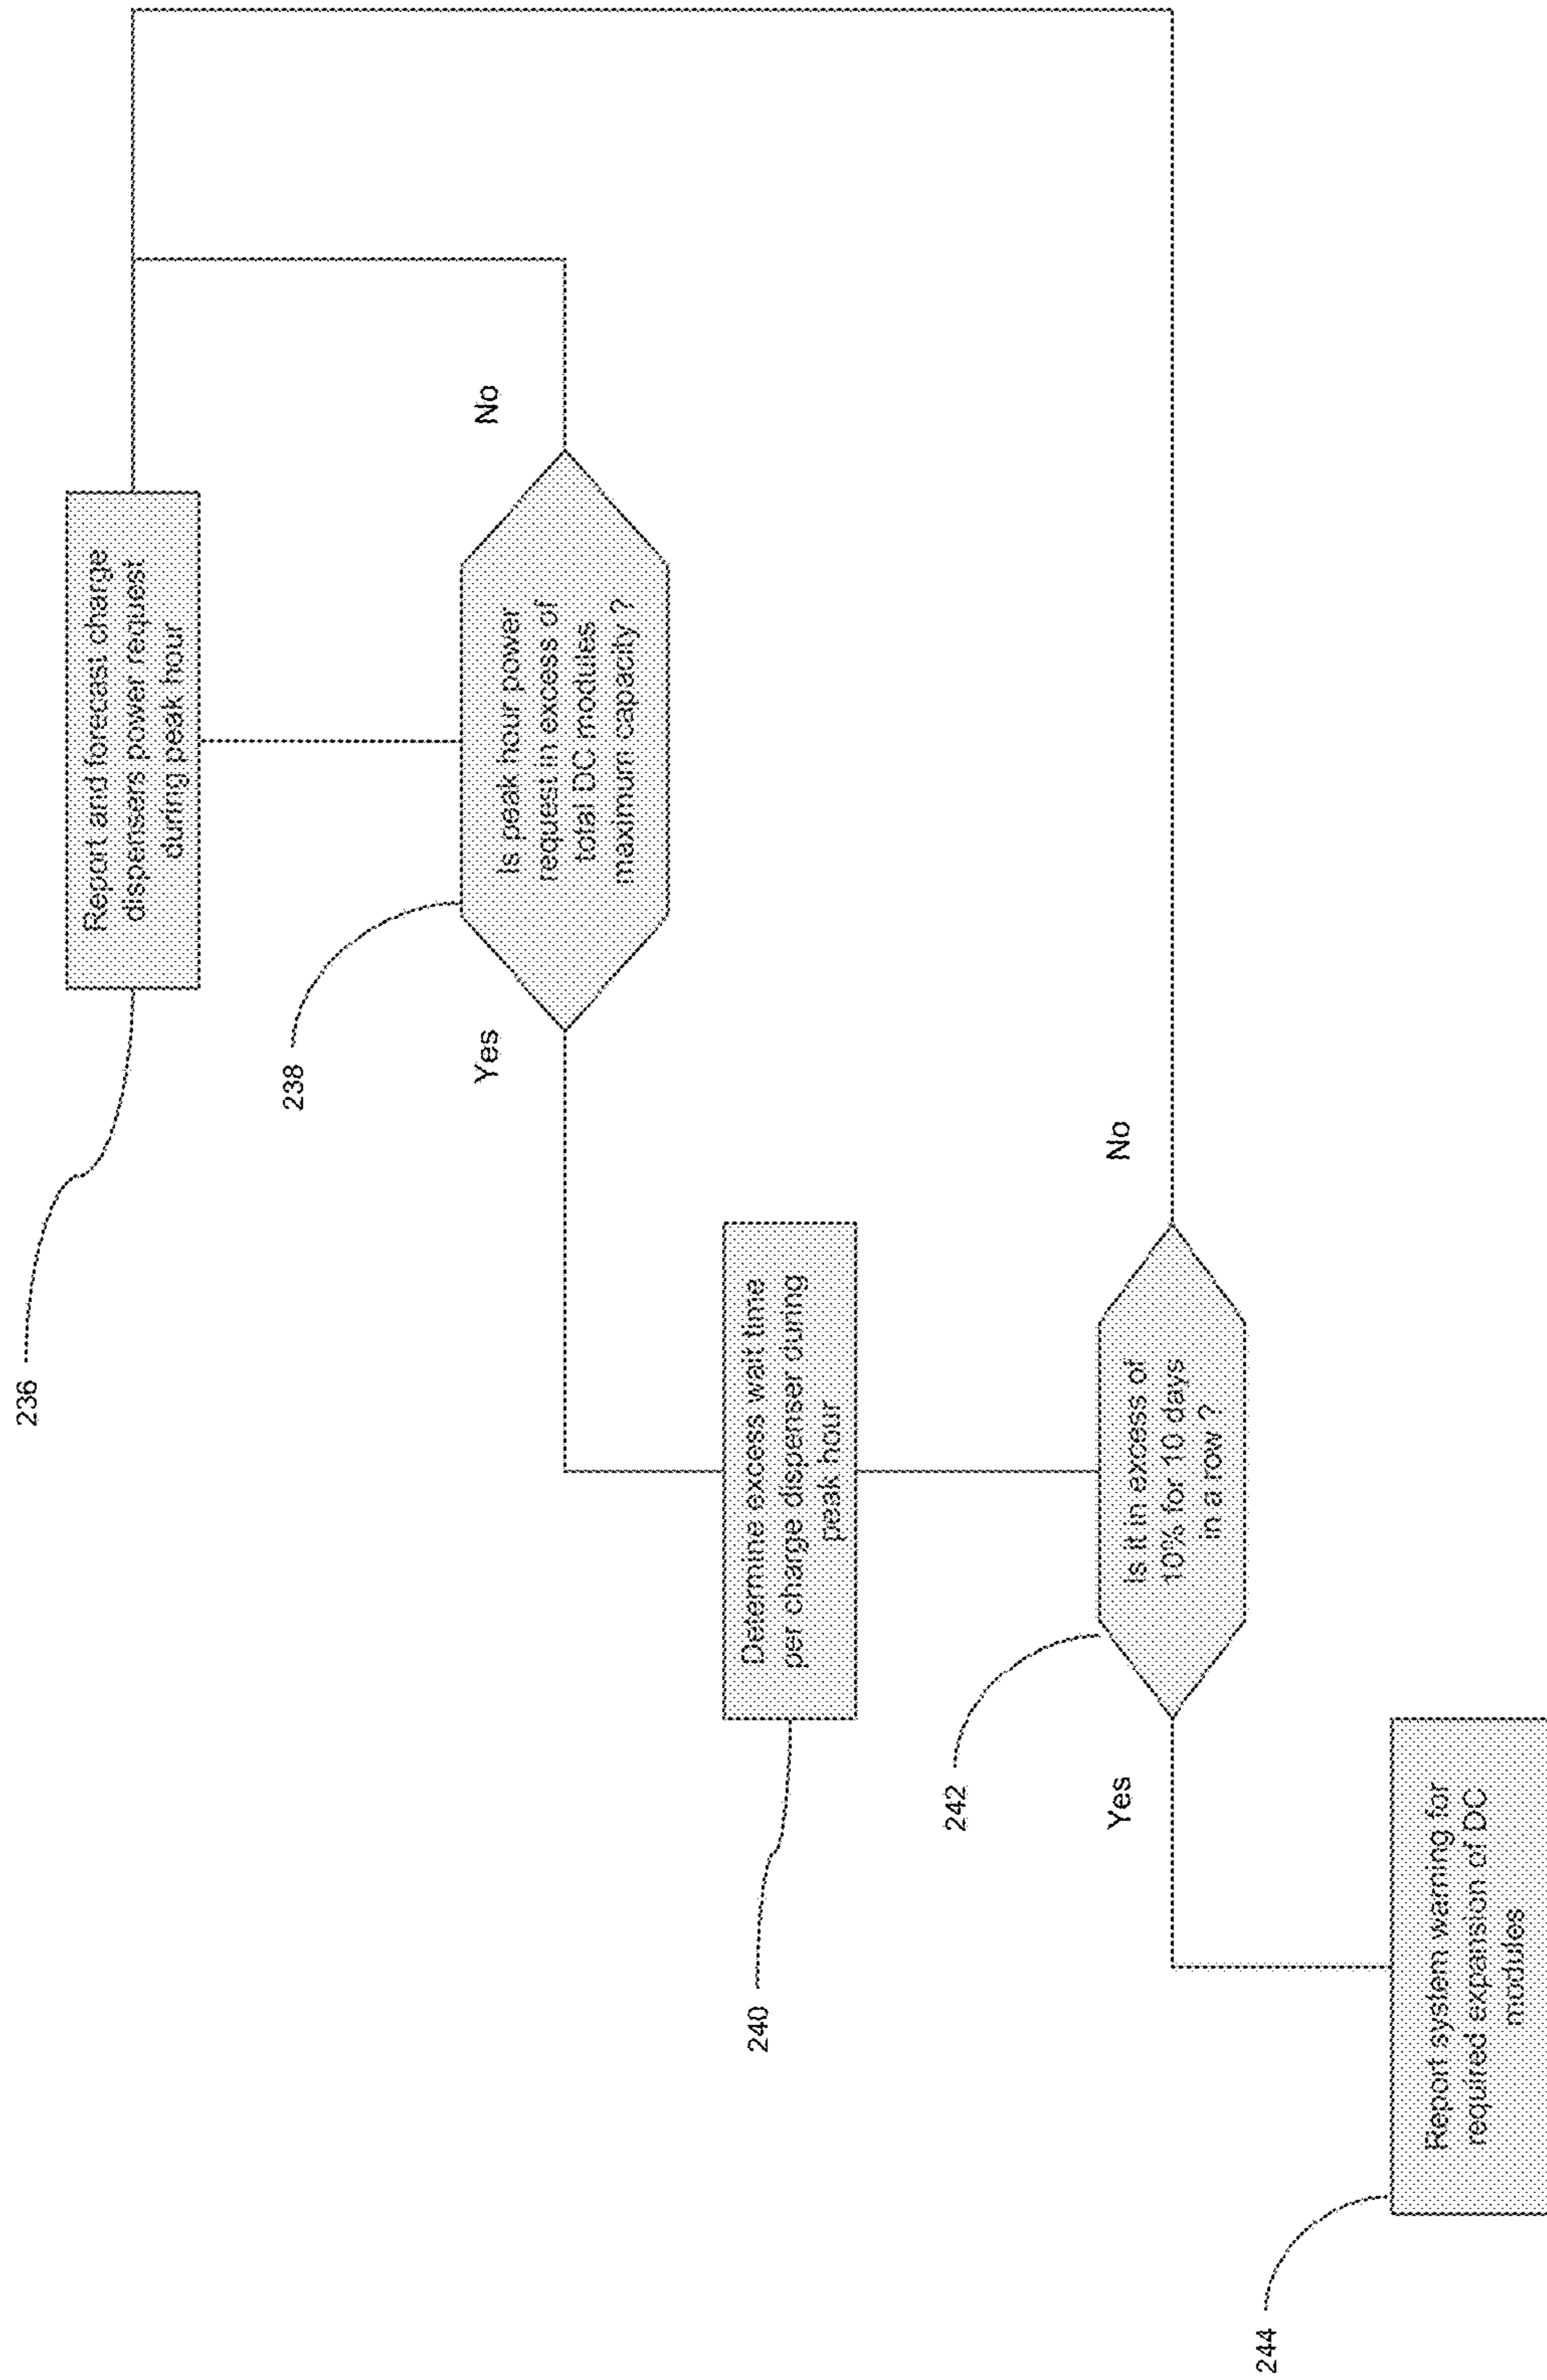 236
Report and forecast charge
dispensers power request
during peak hour
238
Is peak hour power
request in excess of
total DC modules
maximum capacity ?
Yes
No
240
Determine excess wait time
per charge dispenser during
peak hour
242
Is it in excess of
10% for 10 days
in a row ?
Yes
No
244
Report system warning for
required expansion of DC
modules